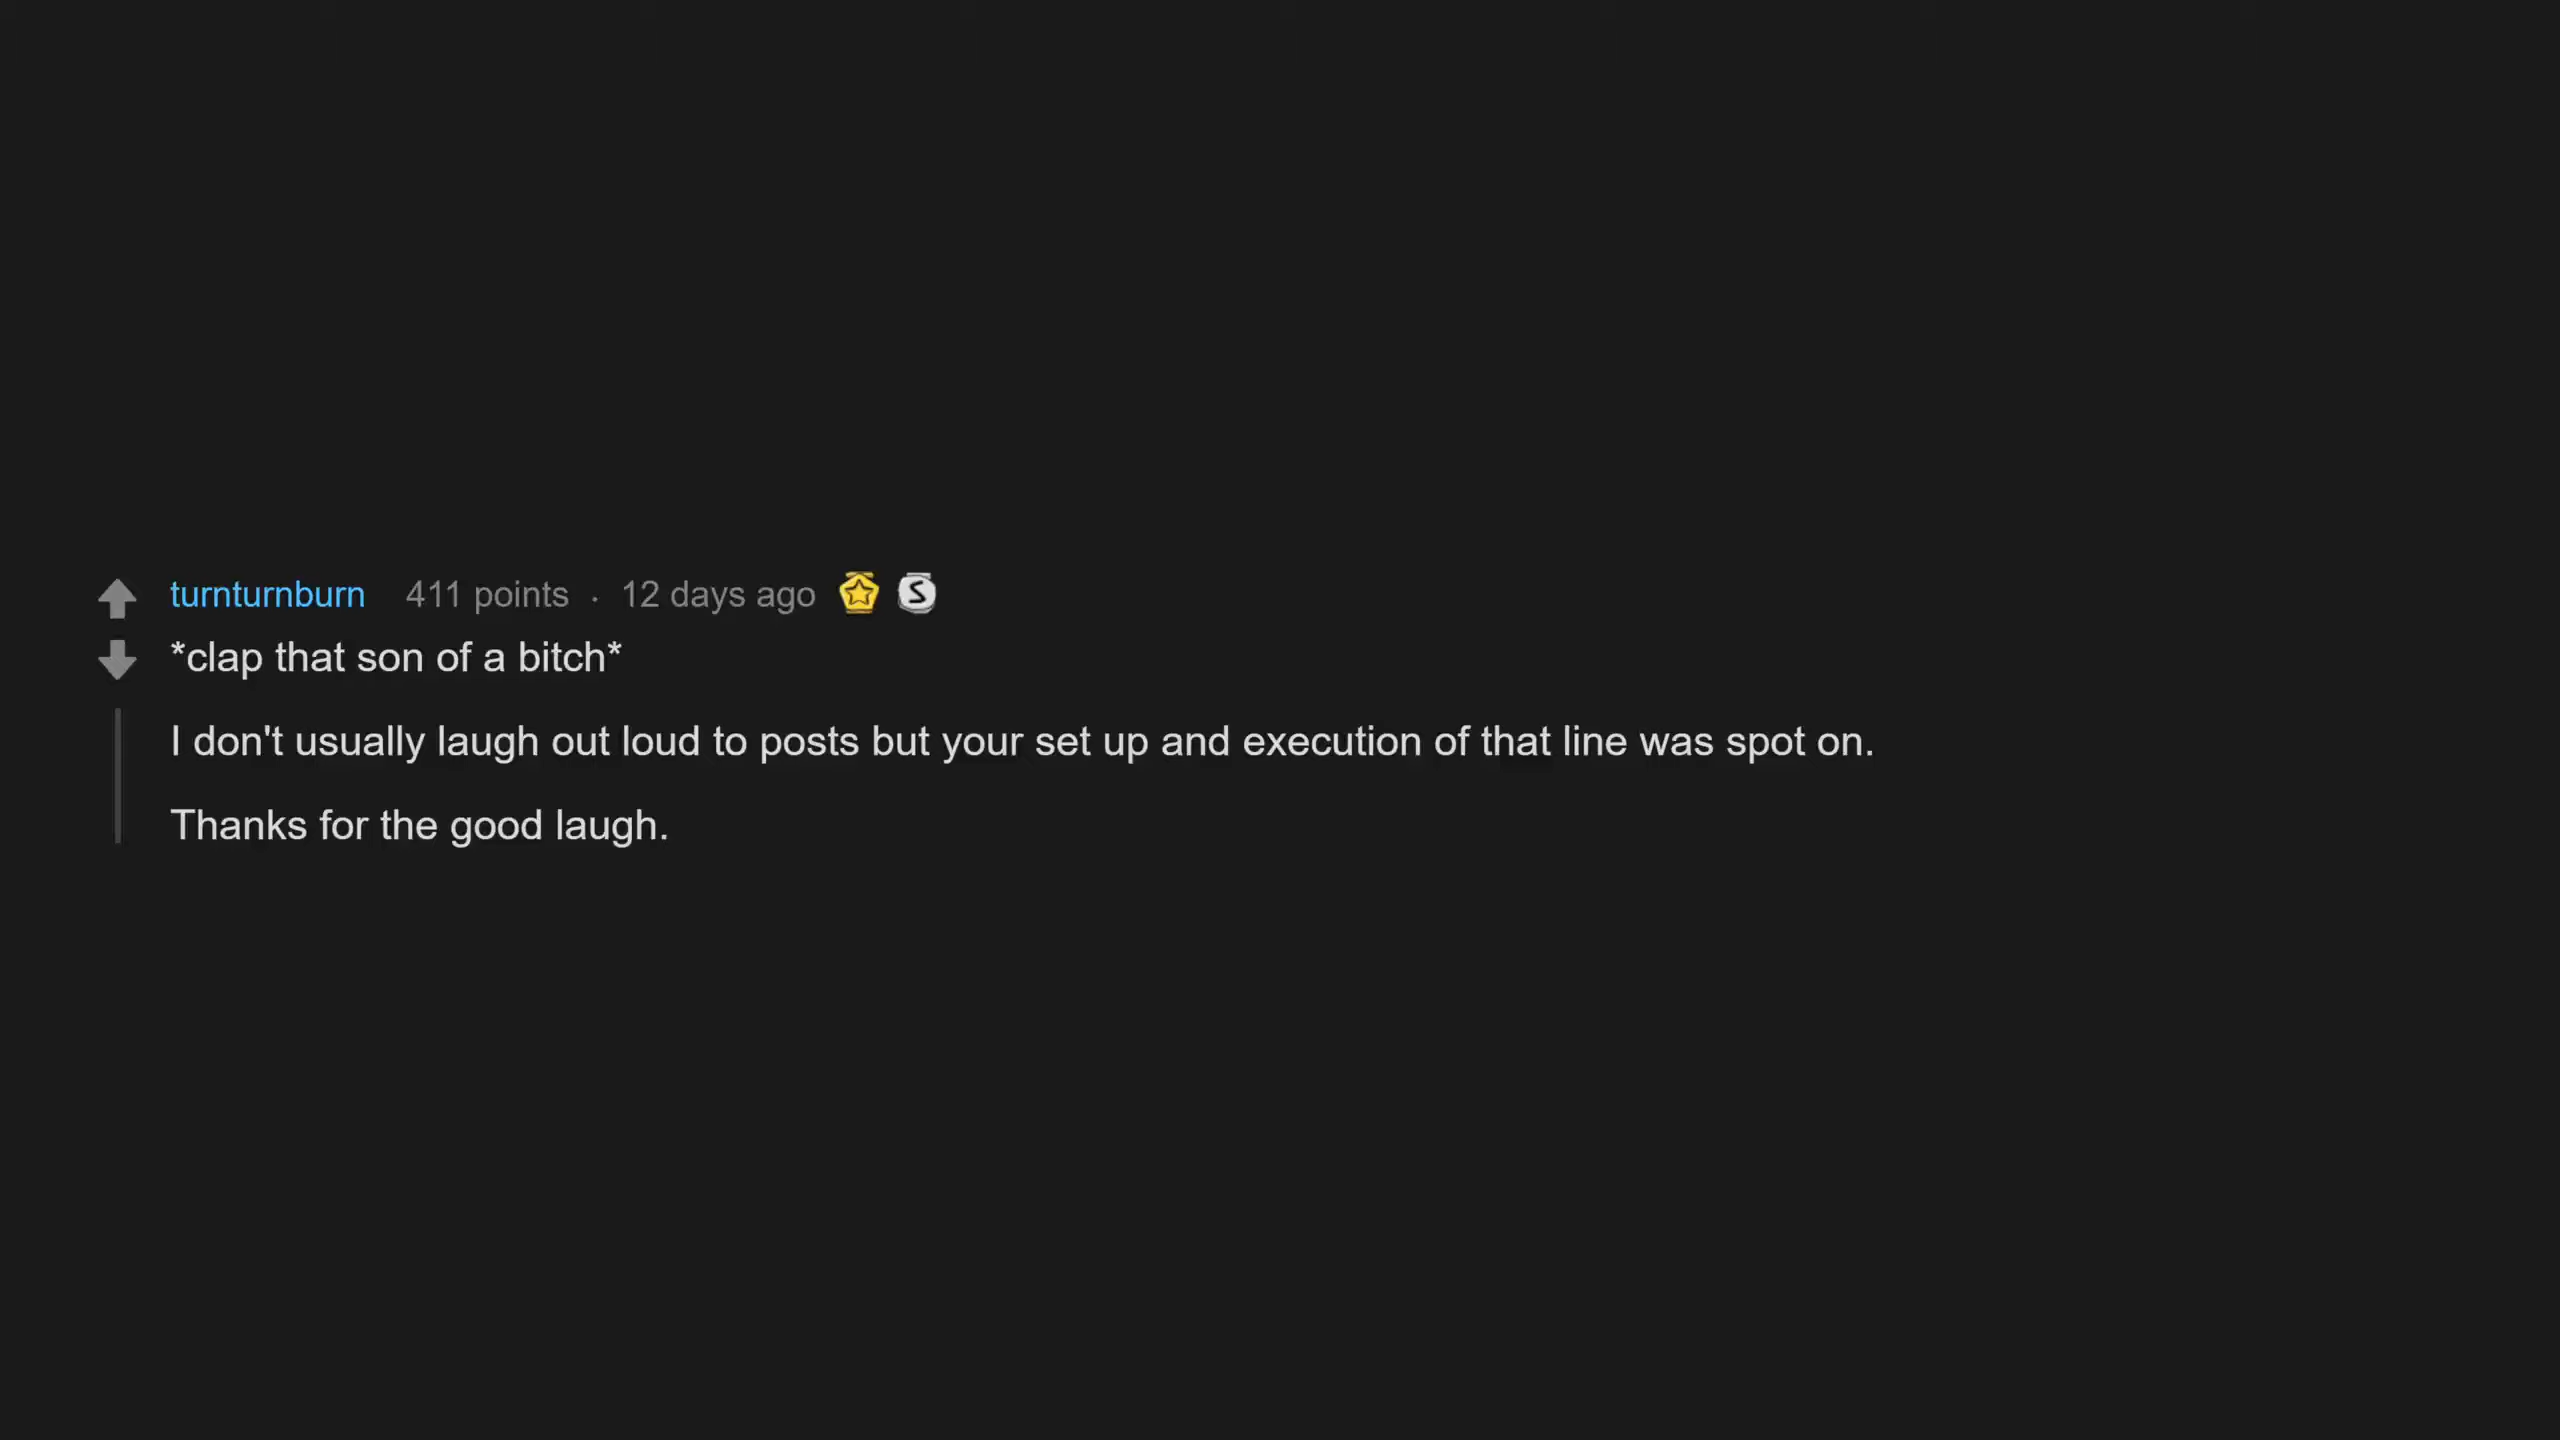 turnturnburn 411 points · 12 days ago S
*clap that son of a bitch*
I don't usually laugh out loud to posts but your set up and execution of that line was spot on.
Thanks for the good laugh.